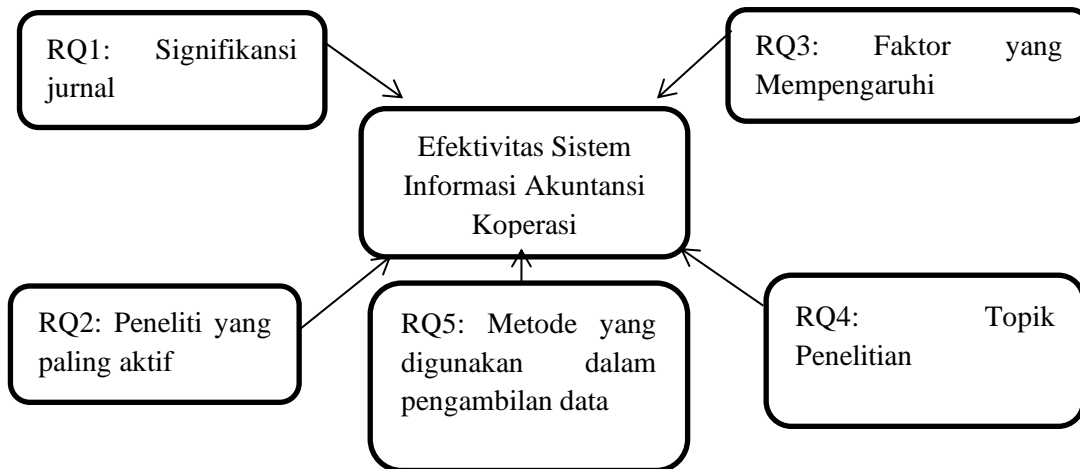 RQ1: Signifikansi
jurnal
RQ3: Faktor yang
Mempengaruhi
Efektivitas Sistem
Informasi Akuntansi
Koperasi
RQ2: Peneliti yang
paling aktif
RQ5: Metode yang
digunakan dalam
pengambilan data
RQ4: Topik
Penelitian